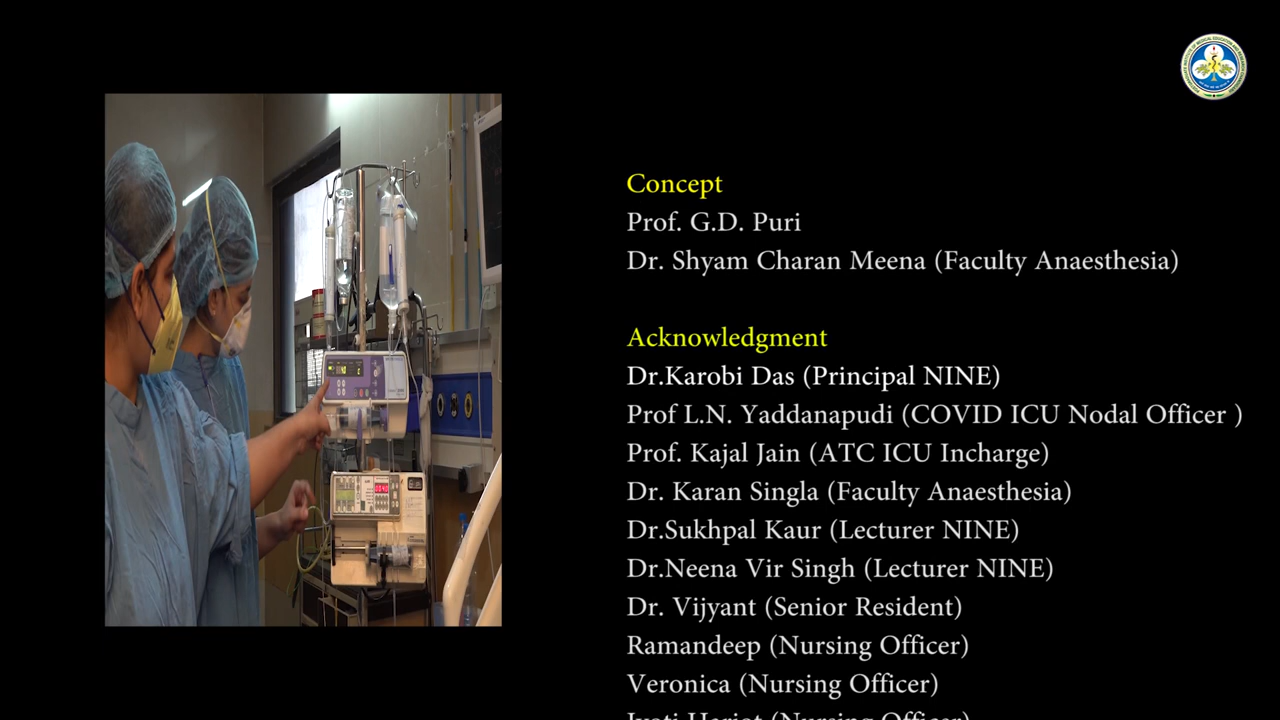 Concept
Prof. G.D. Puri
Dr. Shyam Charan Meena (Faculty Anaesthesia)
Acknowledgment
Dr.Karobi Das (Principal NINE)
Prof L.N. Yaddanapudi (COVID ICU Nodal Officer )
Prof. Kajal Jain (ATC ICU Incharge)
Dr. Karan Singla (Faculty Anaesthesia)
Dr.Sukhpal Kaur (Lecturer NINE)
Dr.Neena Vir Singh (Lecturer NINE)
Dr. Vijyant (Senior Resident)
Ramandeep (Nursing Officer)
Veronica (Nursing Officer)
(Nursing Officer)